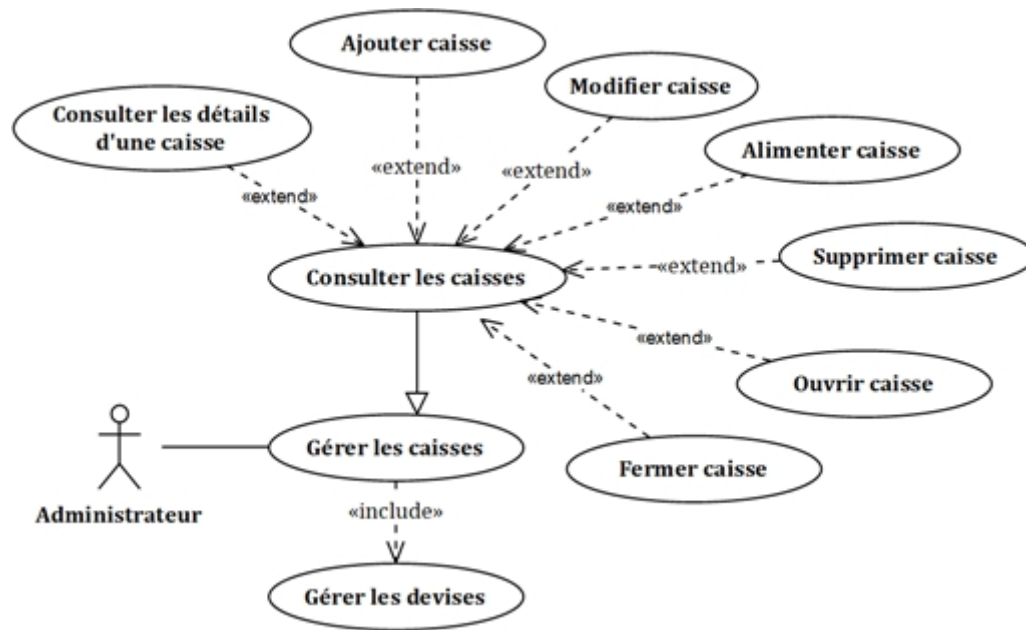 Ajouter caisse
Modifier caisse
Consulter les détails
d'une caisse
Alimenter caisse
«extend»
«extend»
«extend»
«extend»
Supprimer caisse
«extend»
Consulter les caisses
«extend»
«extend»
Ouvrir caisse
Gérer les caisses
Fermer caisse
Administrateur
«include»
Gérer les devises